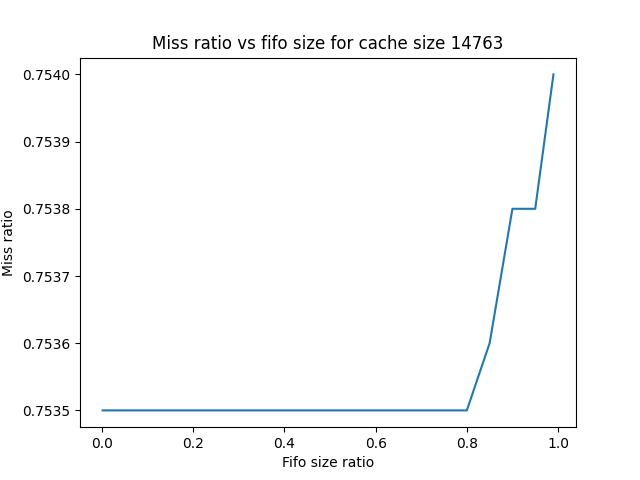 Miss ratio vs fifo size for cache size 14763
0.7540
0.7539
0.7538
0.7537
0.7536
0.7535
Miss ratio
0.0 0.2 0.4 0.6 0.8 1.0
Fifo size ratio